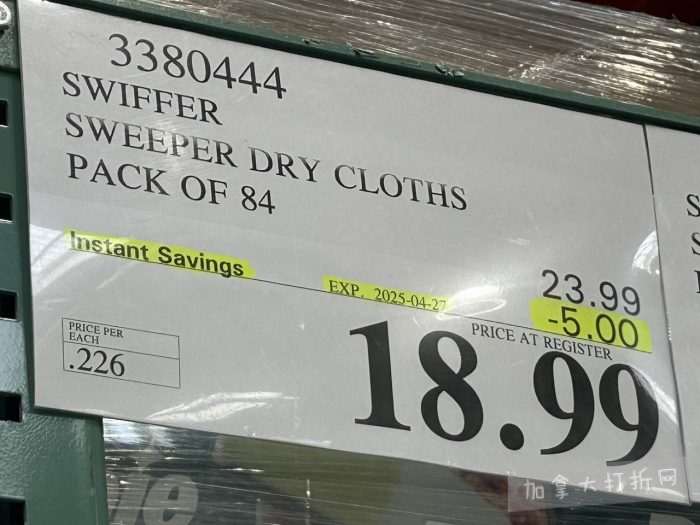 3380444
SWIFFER
SWEEPER DRY CLOTHS
PACK OF 84
Instant Savings
EXP. 2025-04-27
23.99
-5.00
PRICE AT REGISTER
18.99
PRICE PER
EACH
.226
加拿大打折网